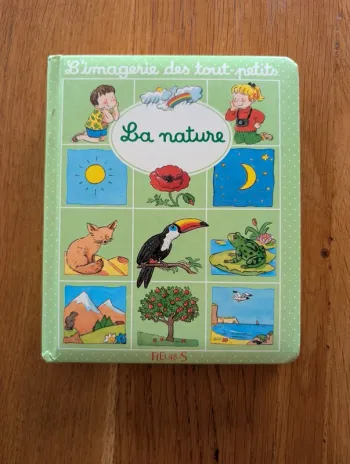 L'imagerie des tout-petits
La nature
FLEURUS